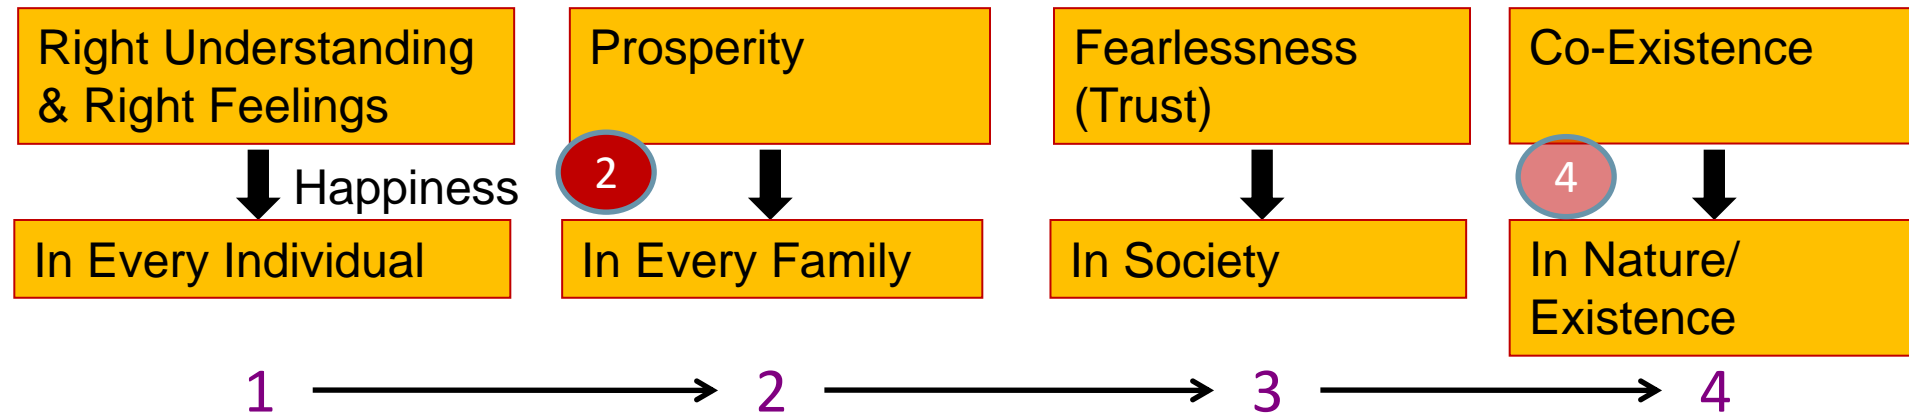 Right Understanding
& Right Feelings
Prosperity
Fearlessness
(Trust)
Co-Existence
Happiness
2
4
In Every Individual
In Every Family
In Society
In Nature/
Existence
1
2
3
4